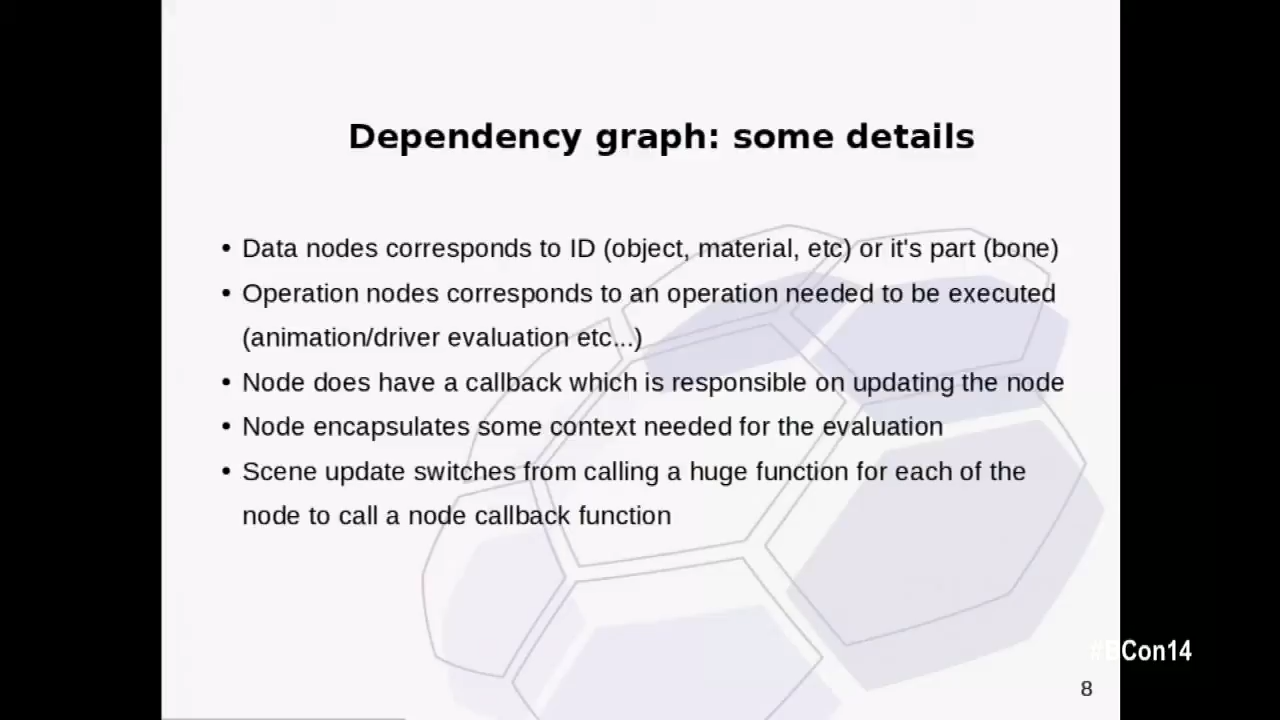 Dependency graph: some details
• Data nodes corresponds to ID (object, material, etc) or it's part (bone)
• Operation nodes corresponds to an operation needed to be executed
(animation/driver evaluation etc...)
• Node does have a callback which is responsible on updating the node
• Node encapsulates some context needed for the evaluation
• Scene update switches from calling a huge function for each of the
node to call a node callback function
#BCon14
8